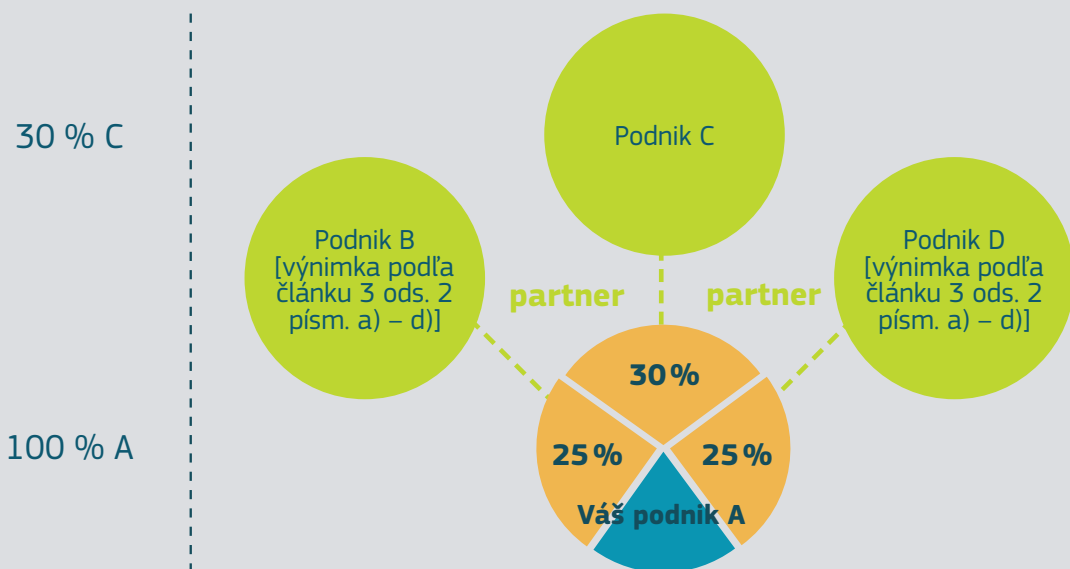 30 % C
Podnik C
Podnik B
[výnimka podľa
článku 3 ods. 2
písm. a) – d)]
Podnik D
[výnimka podľa
článku 3 ods. 2
písm. a) – d)]
partner
partner
30 %
100 % A
25 %
25 %
Váš podnik A